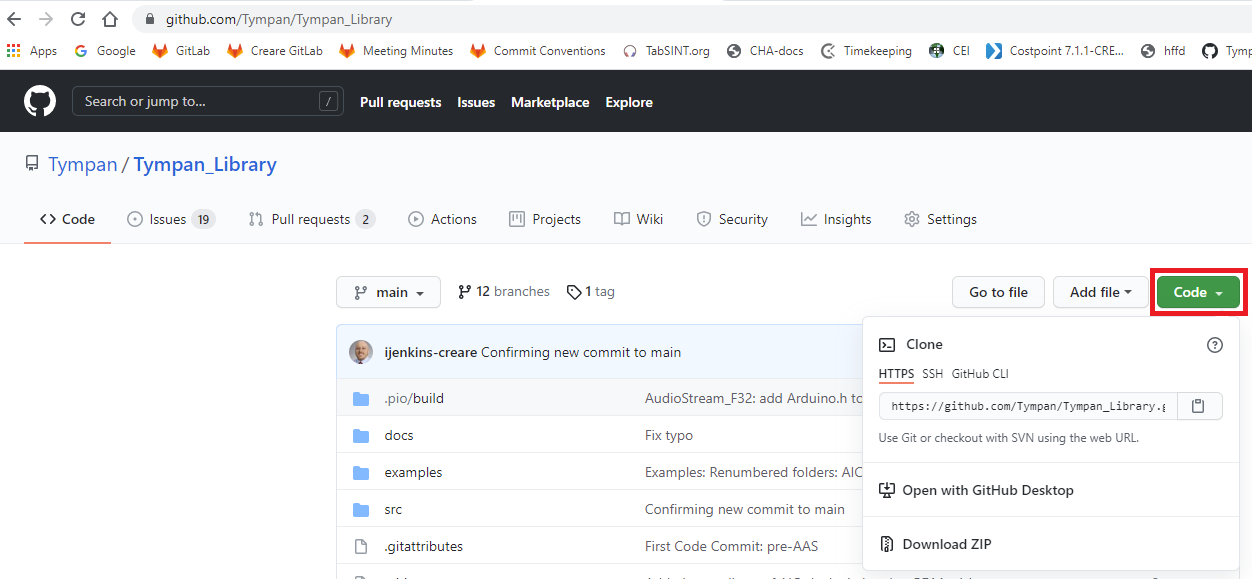 github.com/Tympan/Tympan_Library
Apps Google GitLab Creare GitLab Meeting Minutes Commit Conventions TabSINT.org CHA-docs Timekeeping CEI Costpoint 7.1.1-CRE... hffd Tymp
Search or jump to... / Pull requests Issues Marketplace Explore
Tympan / Tympan_Library
Code Issues 19 Pull requests 2 Actions Projects Wiki Security Insights Settings
main 12 branches 1 tag Go to file Add file Code
ijenkins-creare Confirming new commit to main
.pio/build AudioStream_F32: add Arduino.h to
docs Fix typo
examples Examples: Renumbered folders: AIC
src Confirming new commit to main
.gitattributes First Code Commit: pre-AAS
Clone
HTTPS SSH GitHub CLI
https://github.com/Tympan/Tympan_Library.g
Use Git or checkout with SVN using the web URL.
Open with GitHub Desktop
Download ZIP